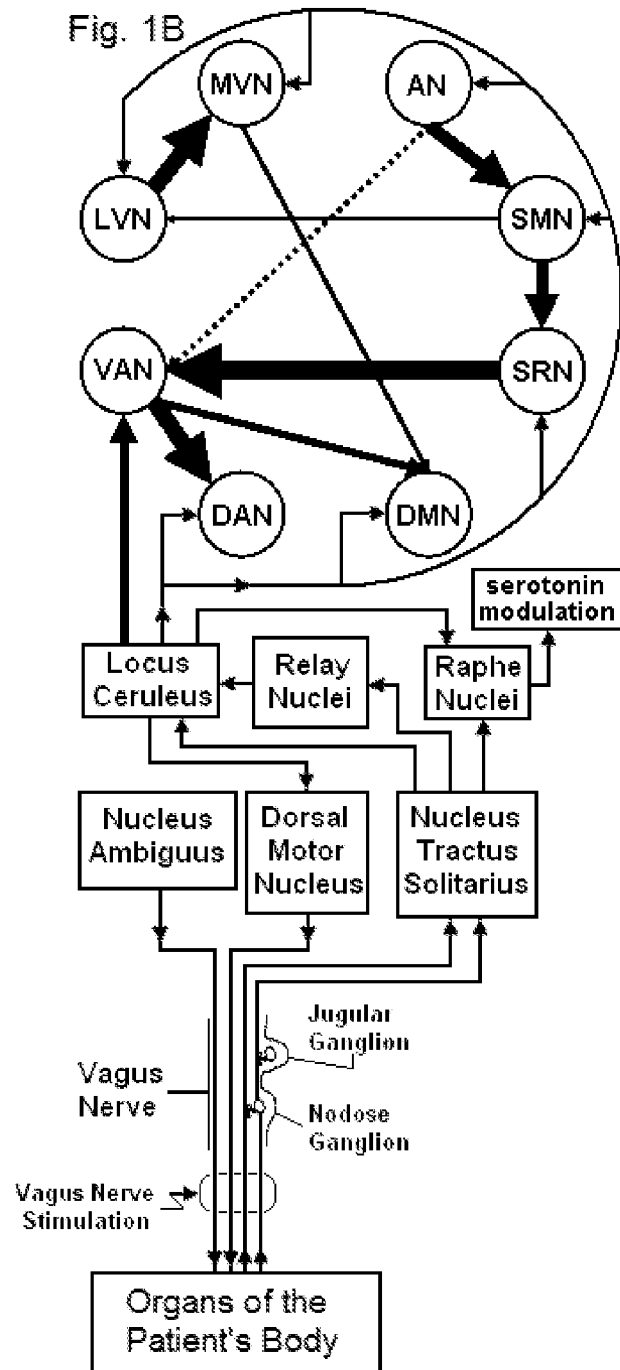 Fig. 1B
MVN
AN
LVN
SMN
VAN
SRN
DAN
DMN
serotonin
modulation
Locus
Ceruleus
Relay
Nuclei
Raphe
Nuclei
Nucleus
Ambiguus
Dorsal
Motor
Nucleus
Nucleus
Tractus
Solitarius
Jugular
Ganglion
Vagus
Nerve
Nodose
Ganglion
Vagus Nerve
Stimulation
Organs of the
Patient's Body